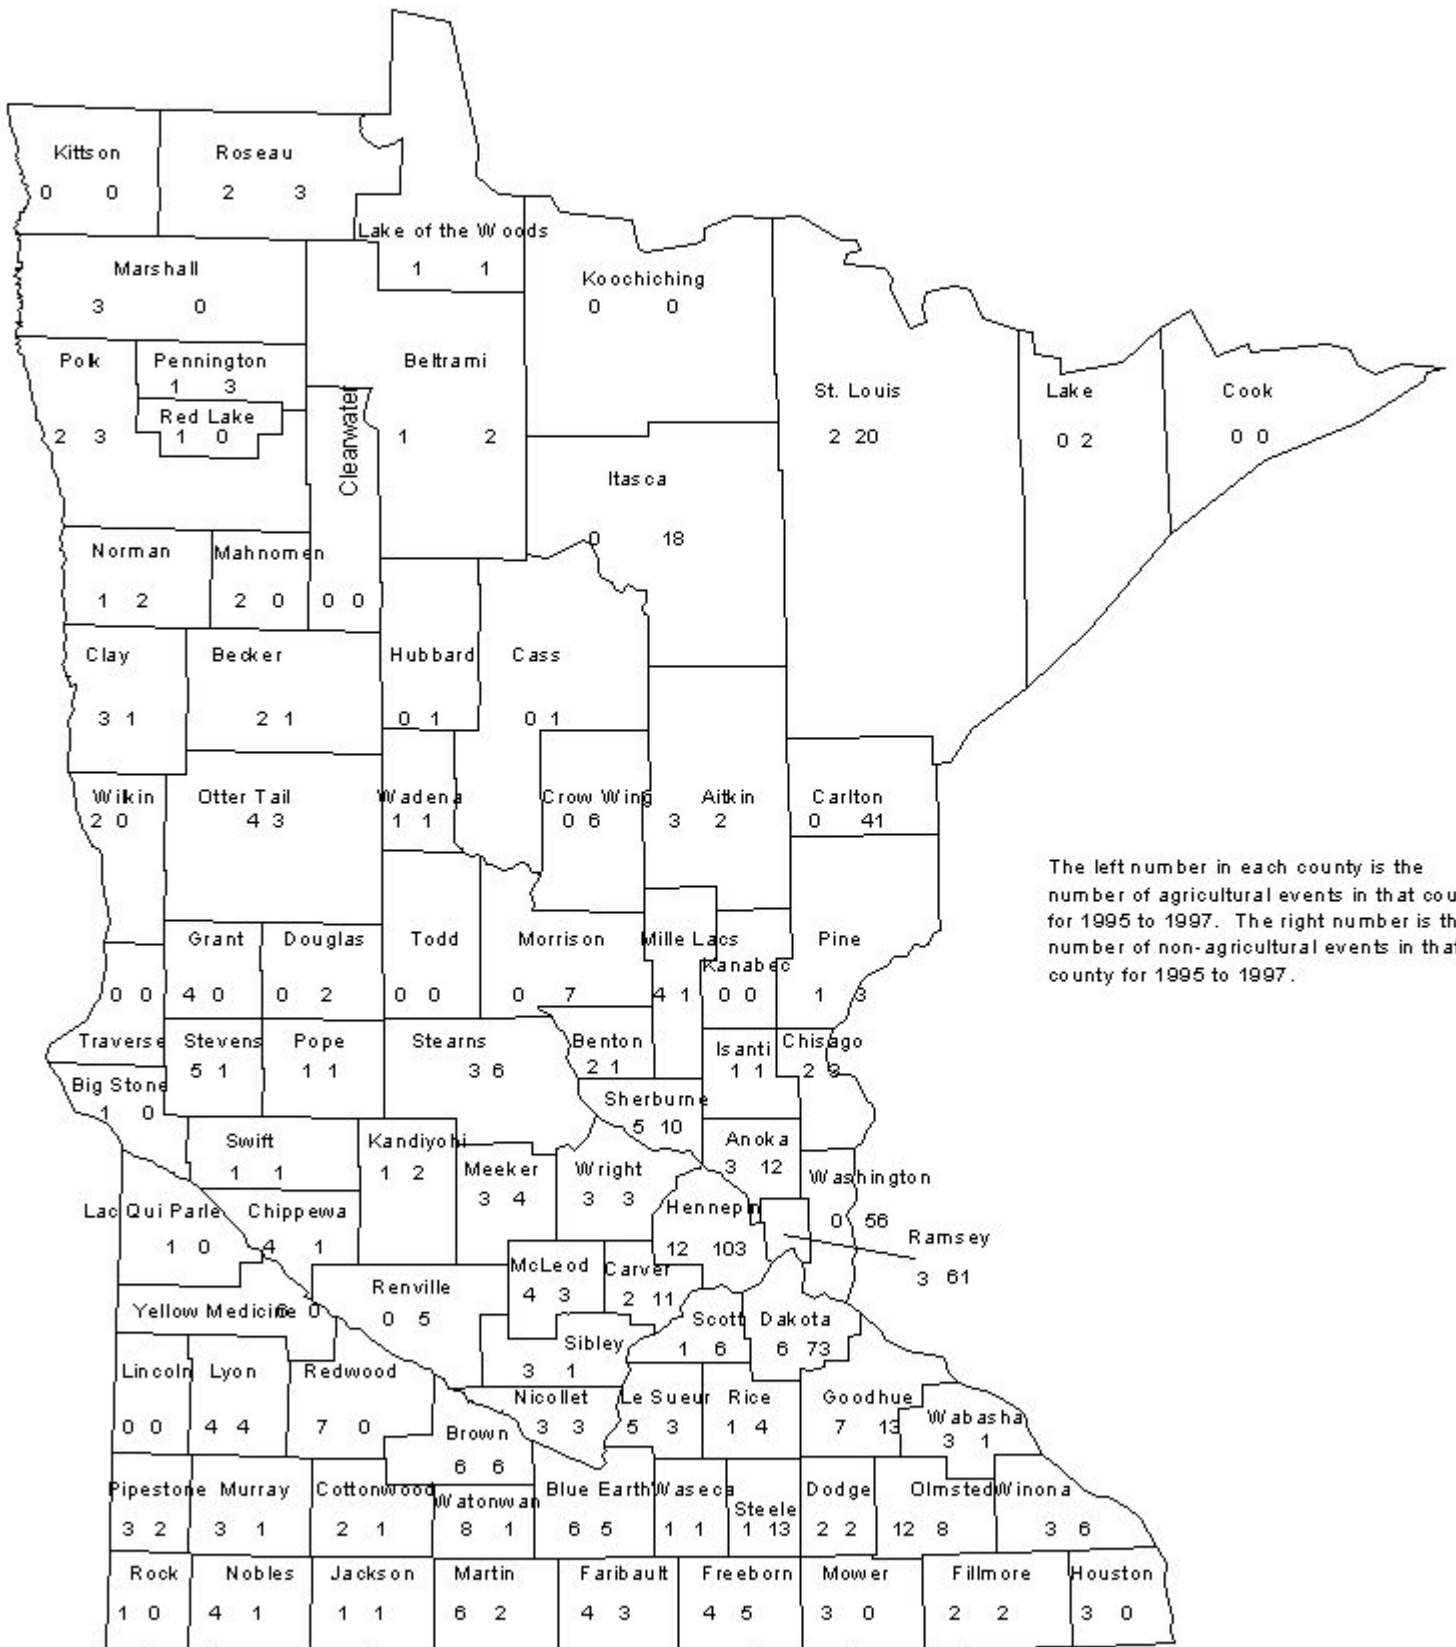 Kittson
0 0
Roseau
2 3
Lake of the Woods
1 1
Marshall
3 0
Koochiching
0 0
Polk
2 3
Pennington
1 3
Red Lake
1 0
Beltrami
1 2
Clearwater
0 0
St. Louis
2 20
Lake
0 2
Cook
0 0
Itasca
0 18
Norman
1 2
Mahnomen
2 0
Clay
3 1
Becker
2 1
Hubbard
0 1
Cass
0 1
Wilkin
2 0
Otter Tail
4 3
Wadena
1 1
Crow Wing
0 6
Aitkin
3 2
Carlton
0 41
The left number in each county is the
number of agricultural events in that cou
for 1995 to 1997. The right number is th
number of non-agricultural events in that
county for 1995 to 1997.
Grant
4 0
Douglas
0 2
Todd
0 0
Morrison
0 7
Mille Lacs
4 1
Kanabec
0 0
Pine
1 3
0 0
Traverse
Stevens
5 1
Pope
1 1
Stearns
3 6
Benton
2 1
Isanti
1 1
Chisago
2 3
Big Stone
1 0
Sherburne
5 10
Swift
1 1
Kandiyohi
1 2
Meeker
3 4
Wright
3 3
Anoka
3 12
Washington
0 56
Lac Qui Parle
1 0
Chippewa
4 1
Hennepin
12 103
Ramsey
3 61
McLeod
4 3
Carver
2 11
Renville
0 5
Yellow Medicine
6 0
Scott
1 6
Dakota
6 73
Sibley
3 1
Lincoln
0 0
Lyon
4 4
Redwood
7 0
Nicollet
3 3
Le Sueur
5 3
Rice
1 4
Goodhue
7 13
Wabasha
3 1
Brown
6 6
Pipestone
3 2
Murray
3 1
Cottonwood
2 1
Watonwan
8 1
Blue Earth
6 5
Waseca
1 1
Steele
1 13
Dodge
2 2
Olmsted
12 8
Winona
3 6
Rock
1 0
Nobles
4 1
Jackson
1 1
Martin
6 2
Faribault
4 3
Freeborn
4 5
Mower
3 0
Fillmore
2 2
Houston
3 0